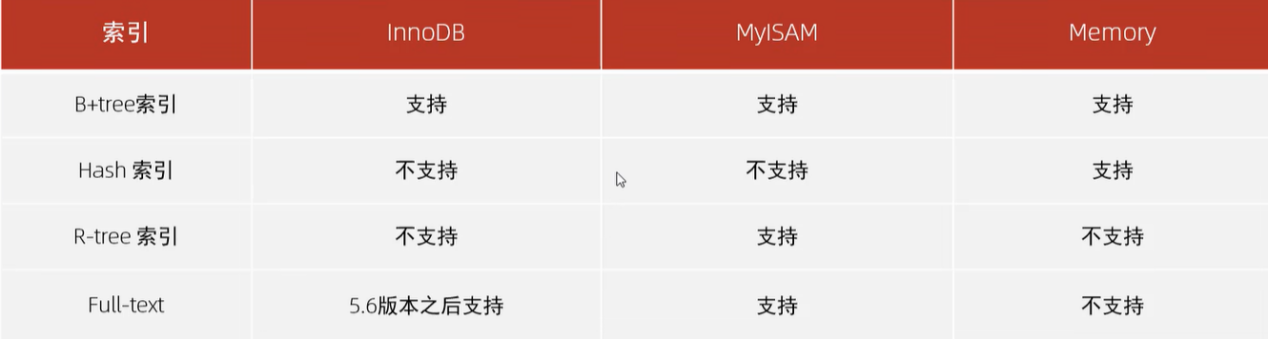 索引 InnoDB MyISAM Memory
B+tree索引 支持 支持 支持
Hash 索引 不支持 不支持 支持
R-tree 索引 不支持 支持 不支持
Full-text 5.6版本之后支持 支持 不支持